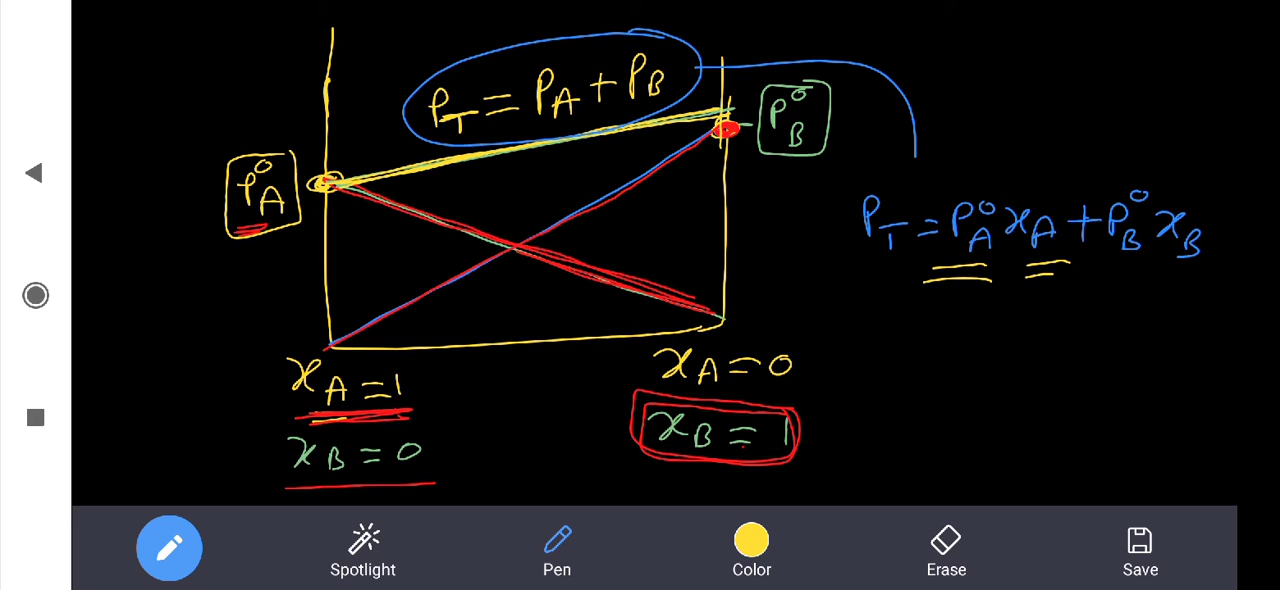 P_T = P_A + P_B
P°_B
P°_A
P_T = P°_A x_A + P°_B x_B
x_A = 1
x_A = 0
x_B = 0
x_B = 1
Spotlight
Pen
Color
Erase
Save